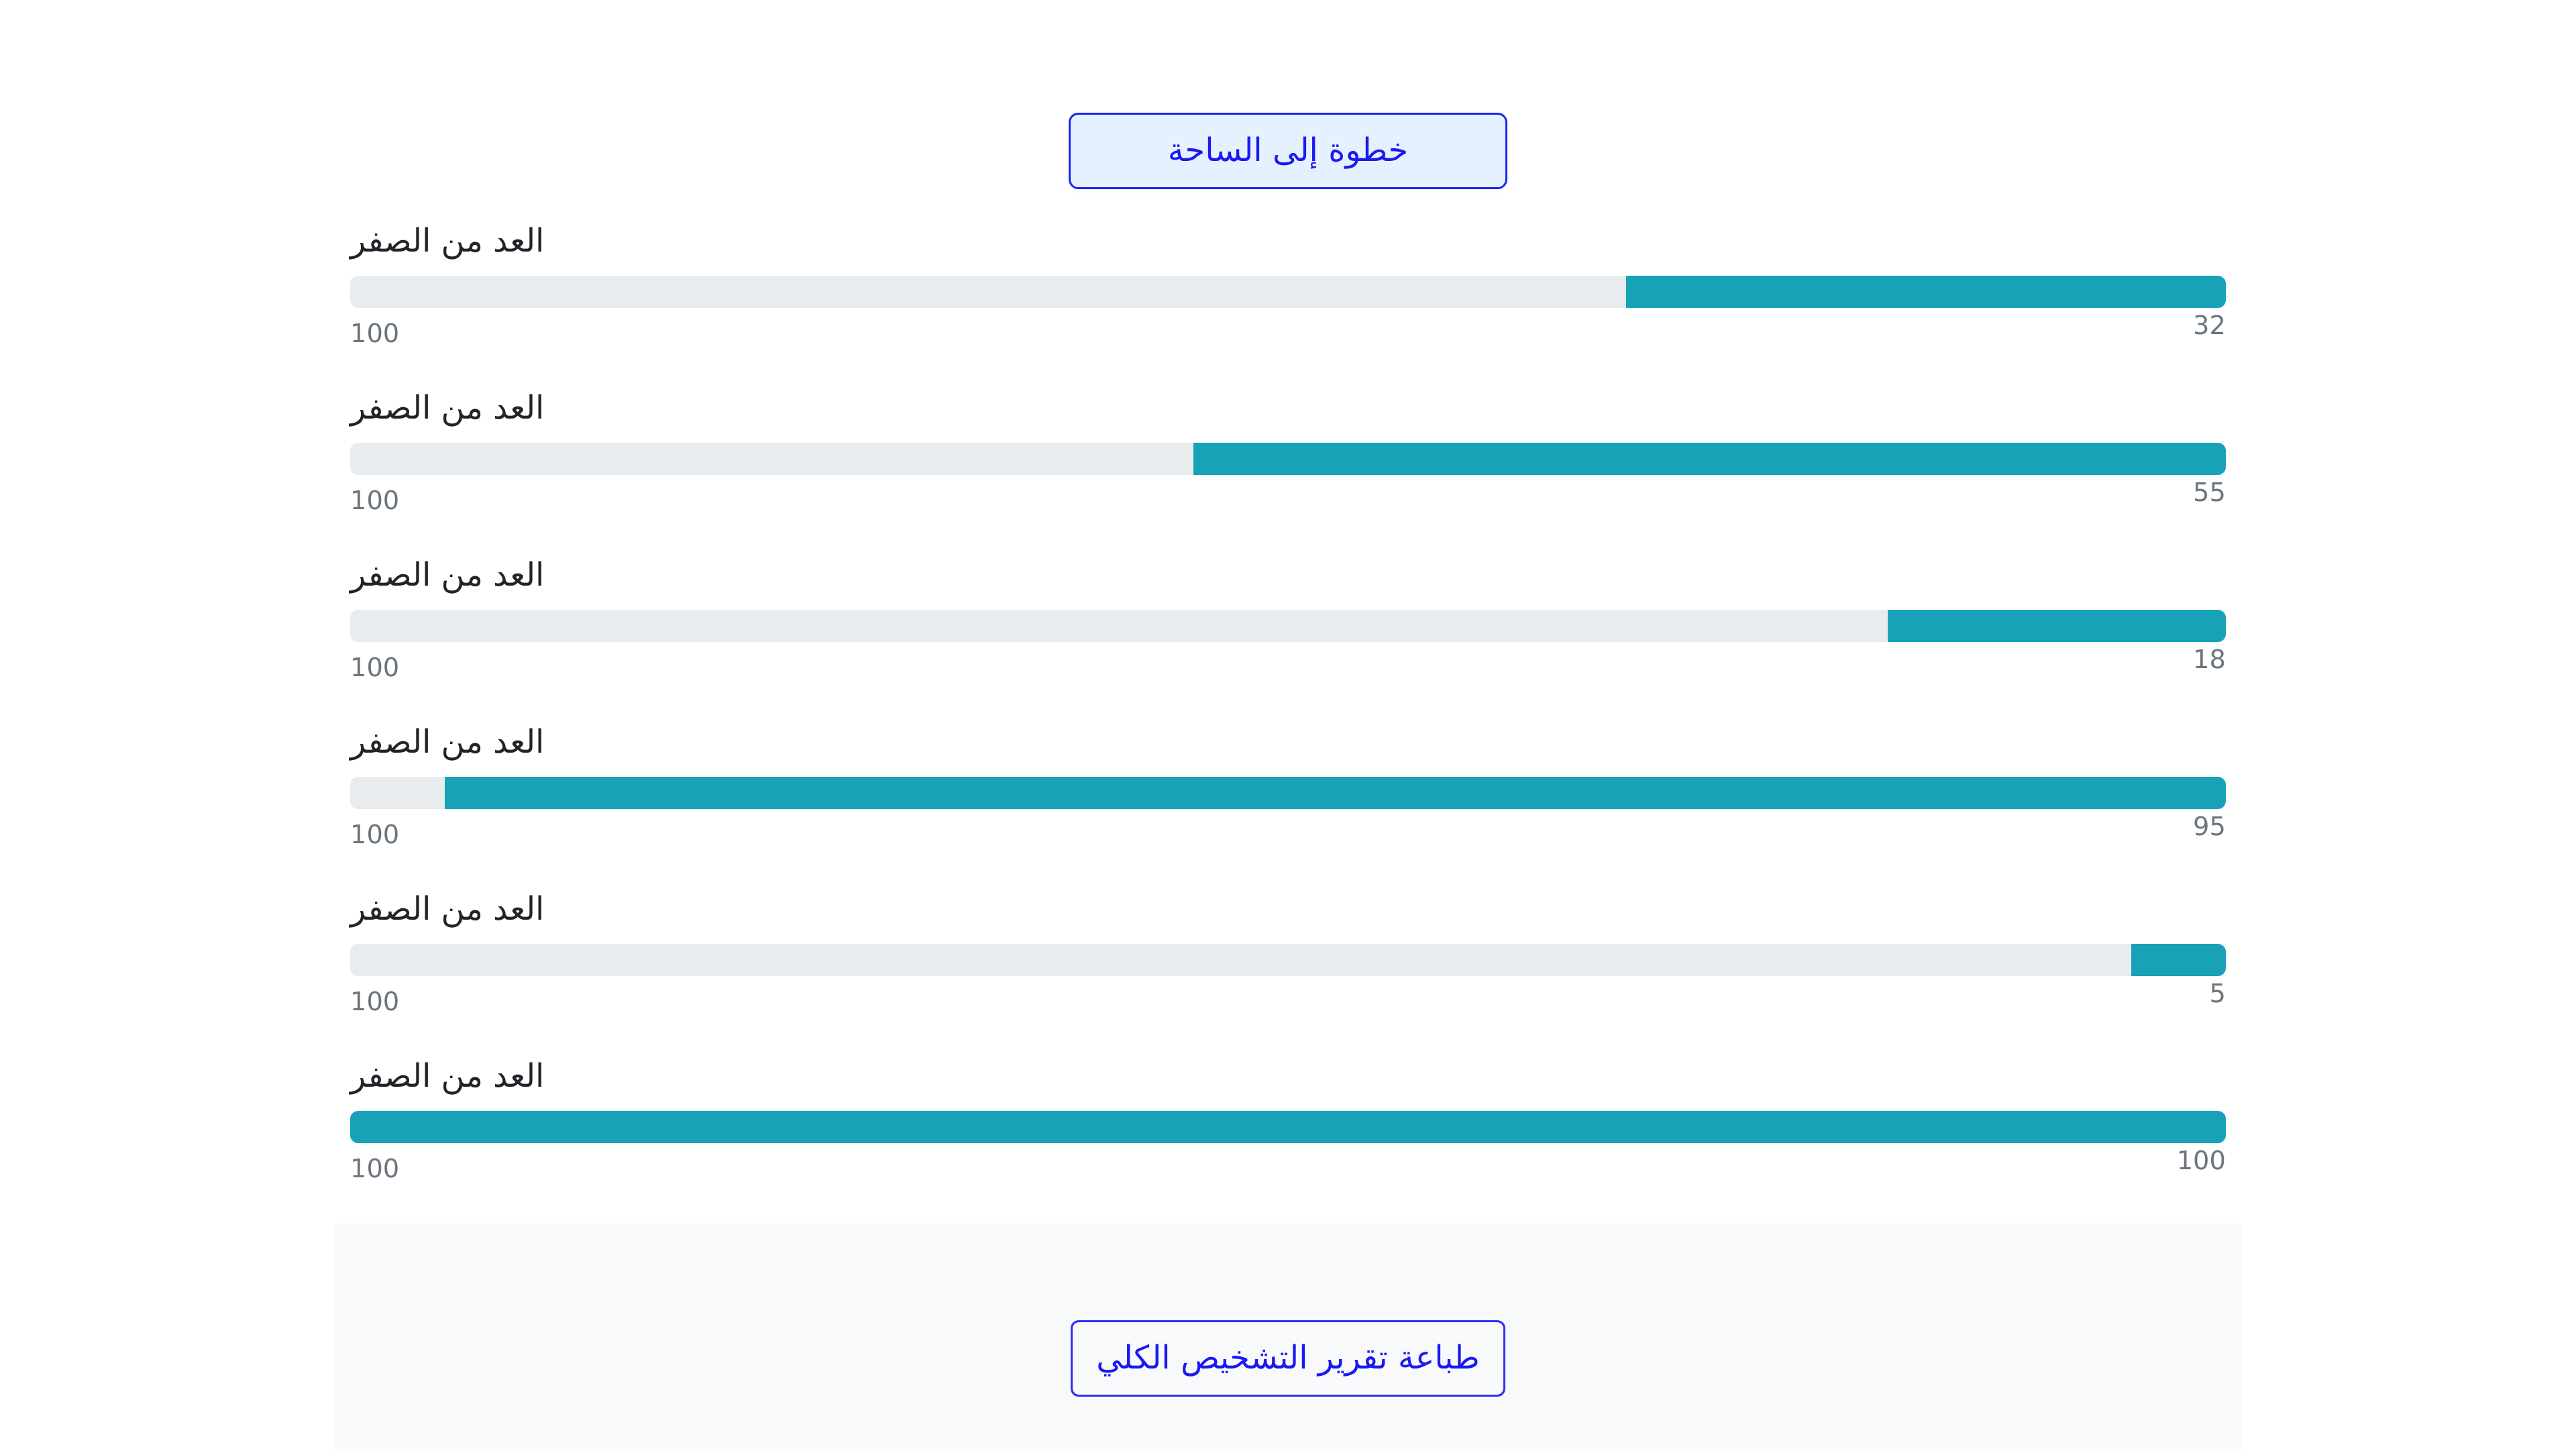 خطوة إلى الساحة
العد من الصفر
32
100
العد من الصفر
55
100
العد من الصفر
18
100
العد من الصفر
95
100
العد من الصفر
5
100
العد من الصفر
100
100
طباعة تقرير التشخيص الكلي